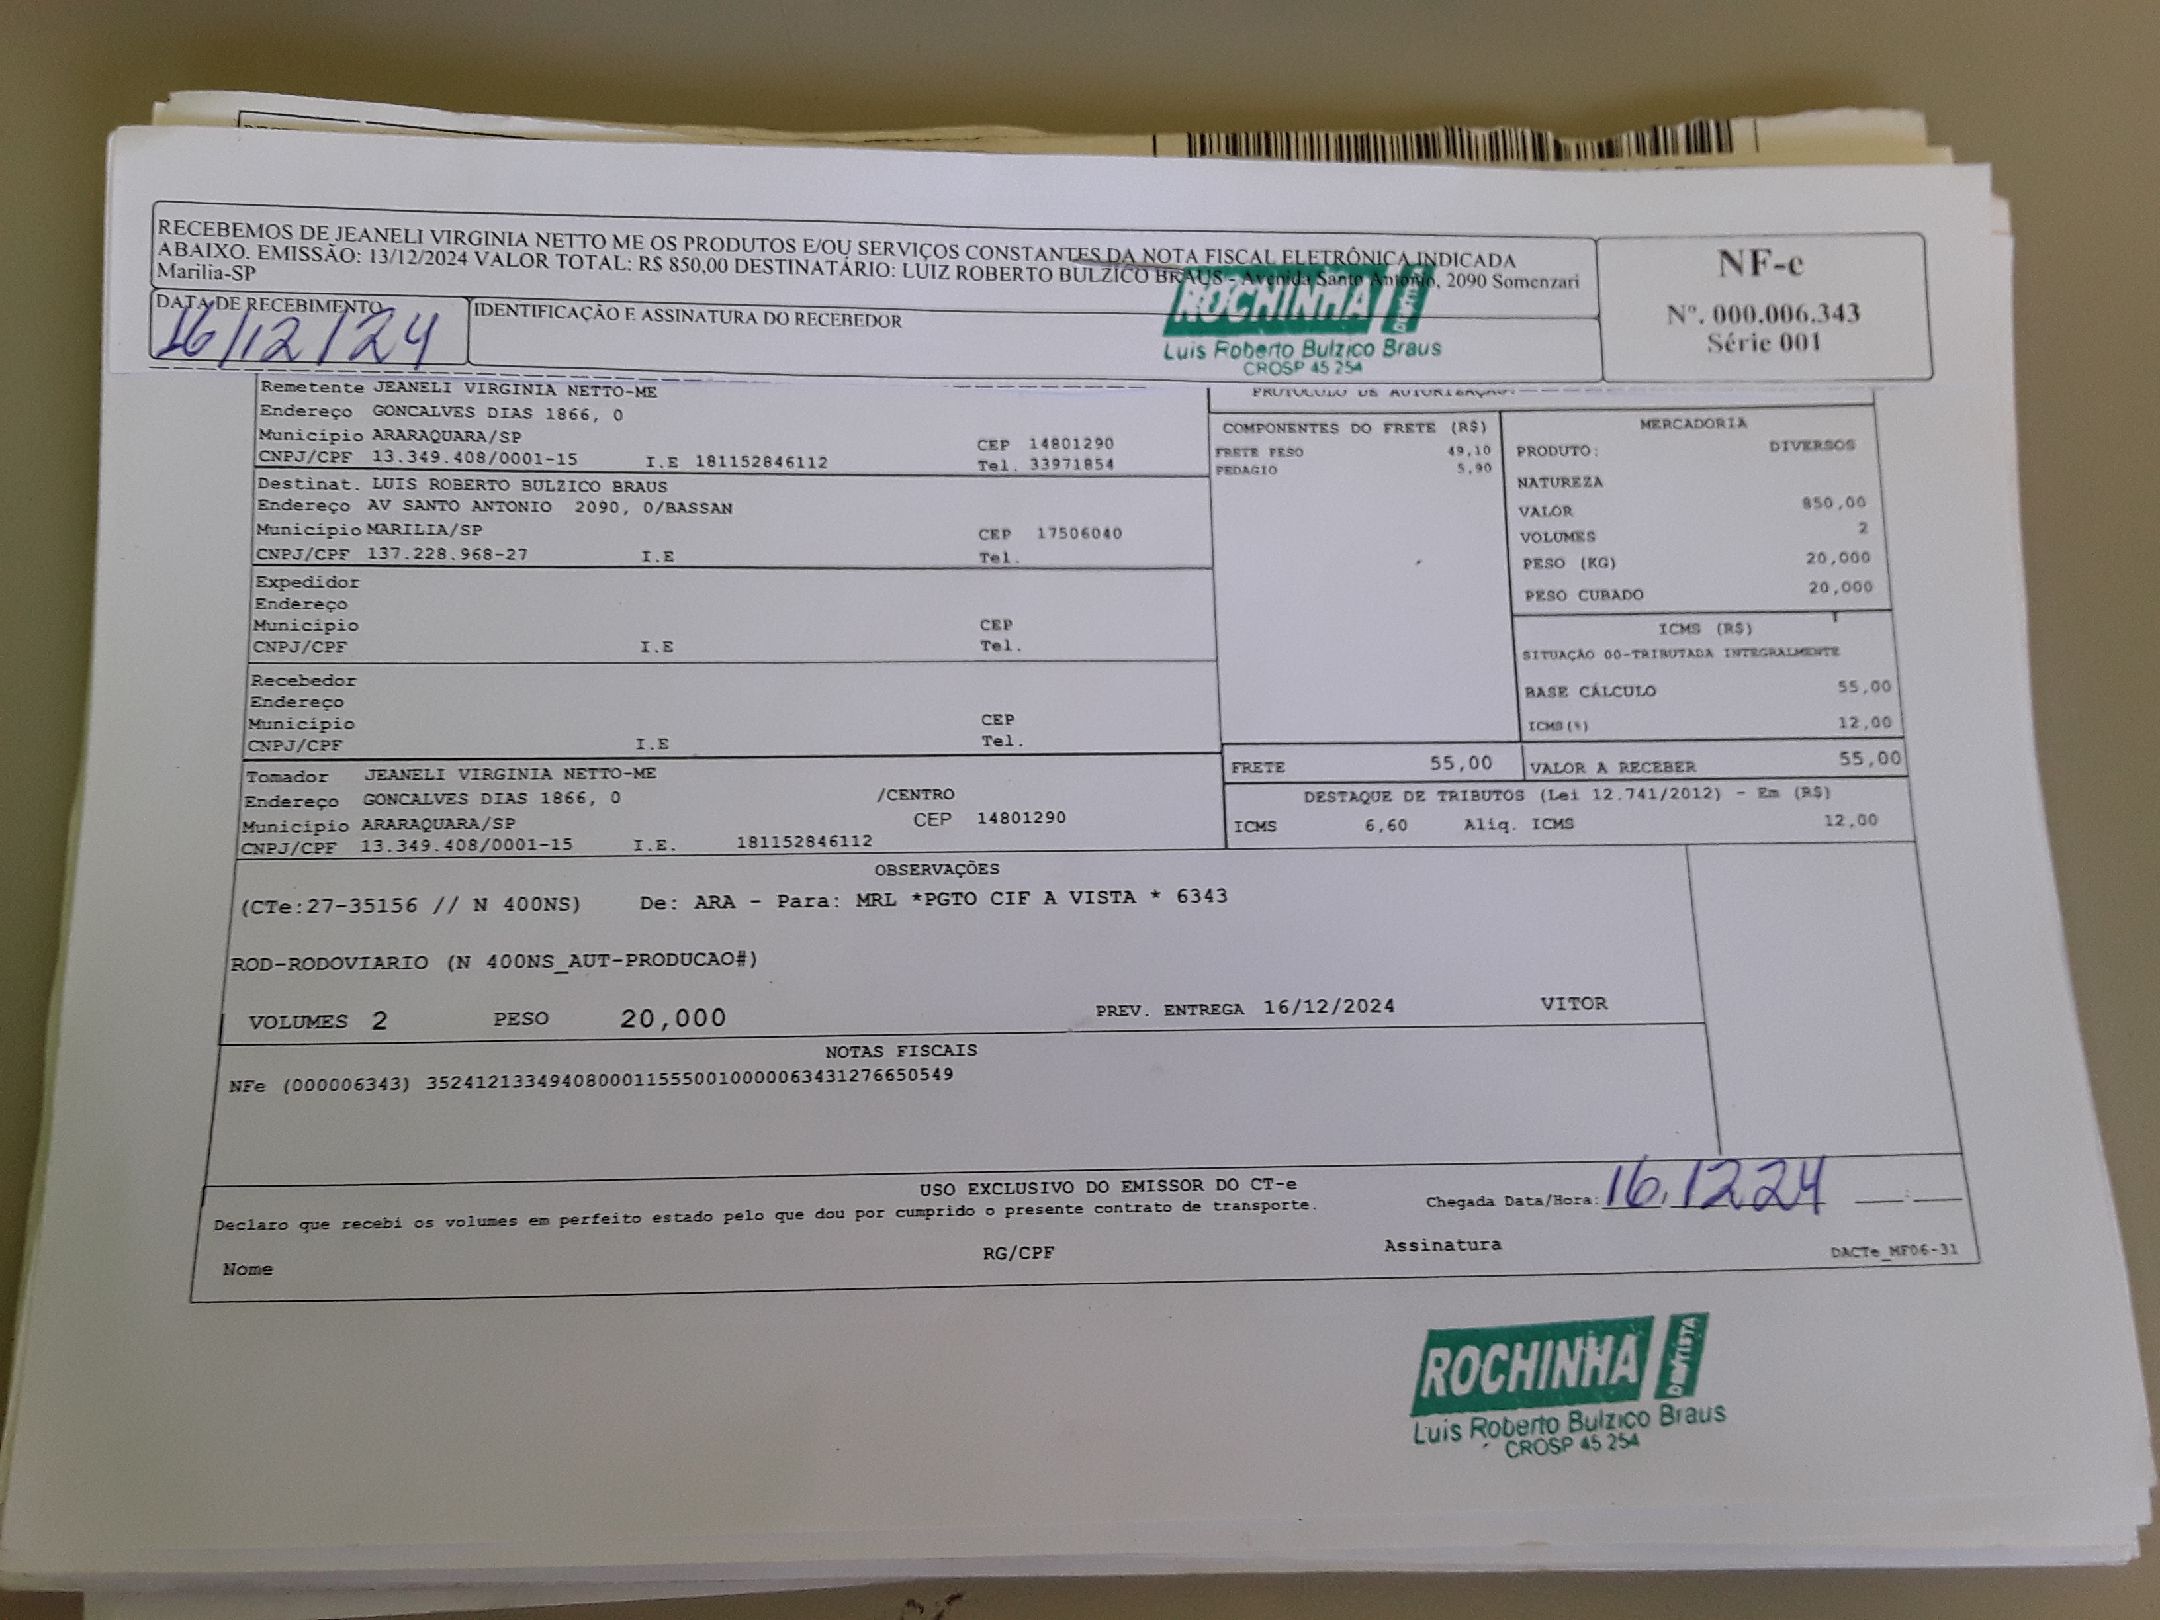 RECEBEMOS DE JEANELI VIRGINIA NETTO ME OS PRODUTOS E/OU SERVIÇOS CONSTANTES DA NOTA FISCAL ELETRÔNICA INDICADA
ABAIXO. EMISSÃO: 13/12/2024 VALOR TOTAL: R$ 850,00 DESTINATÁRIO: LUIZ ROBERTO BULZICO BRAUS - Avenida Santo Antonio, 2090 Somenzari
Marilia-SP
NF-e
Nº. 000.006.343
Série 001
DATA DE RECEBIMENTO
16/12/24
IDENTIFICAÇÃO E ASSINATURA DO RECEBEDOR
ROCHINHA DENTISTA
Luis Roberto Bulzico Braus
CROSP 45 254
Remetente JEANELI VIRGINIA NETTO-ME
Endereço GONCALVES DIAS 1866, 0
Município ARARAQUARA/SP CEP 14801290
CNPJ/CPF 13.349.408/0001-15 I.E 181152846112 Tel. 33971854
Destinat. LUIS ROBERTO BULZICO BRAUS
Endereço AV SANTO ANTONIO 2090, 0/BASSAN
Município MARILIA/SP CEP 17506040
CNPJ/CPF 137.228.968-27 I.E Tel.
Expedidor
Endereço
Município CEP
CNPJ/CPF I.E Tel.
Recebedor
Endereço
Município CEP
CNPJ/CPF I.E Tel.
Tomador JEANELI VIRGINIA NETTO-ME
Endereço GONCALVES DIAS 1866, 0 /CENTRO
Município ARARAQUARA/SP CEP 14801290
CNPJ/CPF 13.349.408/0001-15 I.E. 181152846112
PROTOCOLO DE AUTORIZAÇÃO:
COMPONENTES DO FRETE (R$)
FRETE PESO 49,10
PEDAGIO 5,90
MERCADORIA
PRODUTO: DIVERSOS
NATUREZA
VALOR 850,00
VOLUMES 2
PESO (KG) 20,000
PESO CUBADO 20,000
ICMS (R$)
SITUAÇÃO 00-TRIBUTADA INTEGRALMENTE
BASE CÁLCULO 55,00
ICMS(%) 12,00
FRETE 55,00 VALOR A RECEBER 55,00
DESTAQUE DE TRIBUTOS (Lei 12.741/2012) - Em (R$)
ICMS 6,60 Aliq. ICMS 12,00
OBSERVAÇÕES
(CTe:27-35156 // N 400NS) De: ARA - Para: MRL *PGTO CIF A VISTA * 6343
ROD-RODOVIARIO (N 400NS_AUT-PRODUCAO#)
VOLUMES 2 PESO 20,000 PREV. ENTREGA 16/12/2024 VITOR
NOTAS FISCAIS
NFe (000006343) 35241213349408000115550010000063431276650549
USO EXCLUSIVO DO EMISSOR DO CT-e
Declaro que recebi os volumes em perfeito estado pelo que dou por cumprido o presente contrato de transporte.
Chegada Data/Hora: 16.12 24 ____:____
Nome RG/CPF Assinatura DACTe_MF06-31
ROCHINHA DENTISTA
Luis Roberto Bulzico Braus
CROSP 45 254